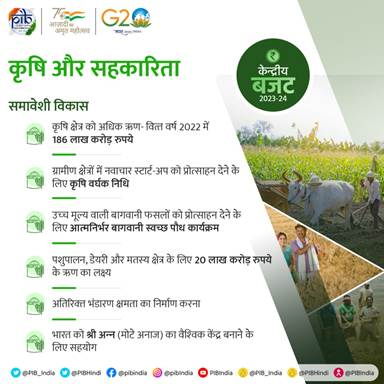 pib
आज़ादी का
अमृत महोत्सव
G20
कृषि और सहकारिता
केन्द्रीय
बजट
2023-24
समावेशी विकास
कृषि क्षेत्र को अधिक ऋण- वित्त वर्ष 2022 में
186 लाख करोड़ रुपये
ग्रामीण क्षेत्रों में नवाचार स्टार्ट-अप को प्रोत्साहन देने के
लिए कृषि वर्धक निधि
उच्च मूल्य वाली बागवानी फसलों को प्रोत्साहन देने के
लिए आत्मनिर्भर बागवानी स्वच्छ पौध कार्यक्रम
पशुपालन, डेयरी और मतस्य क्षेत्र के लिए 20 लाख करोड़ रुपये
के ऋण का लक्ष्य
अतिरिक्त भंडारण क्षमता का निर्माण करना
भारत को श्री अन्न (मोटे अनाज) का वैश्विक केंद्र बनाने के
लिए सहयोग
@PIB_India @PIBHindi @pibindia @pibindia PIBIndia @PIB_India @PIBHindi PIBIndia